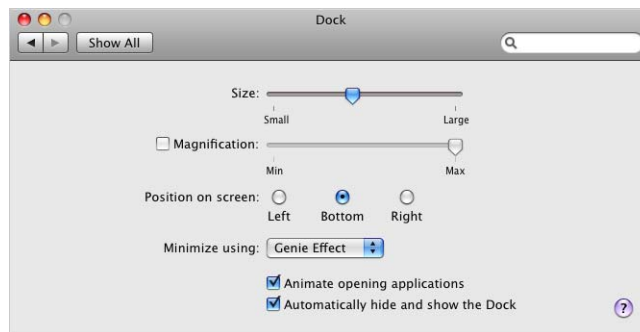 Dock
Show All
Size:
Small Large
Magnification:
Min Max
Position on screen:
Left Bottom Right
Minimize using: Genie Effect
Animate opening applications
Automatically hide and show the Dock
?